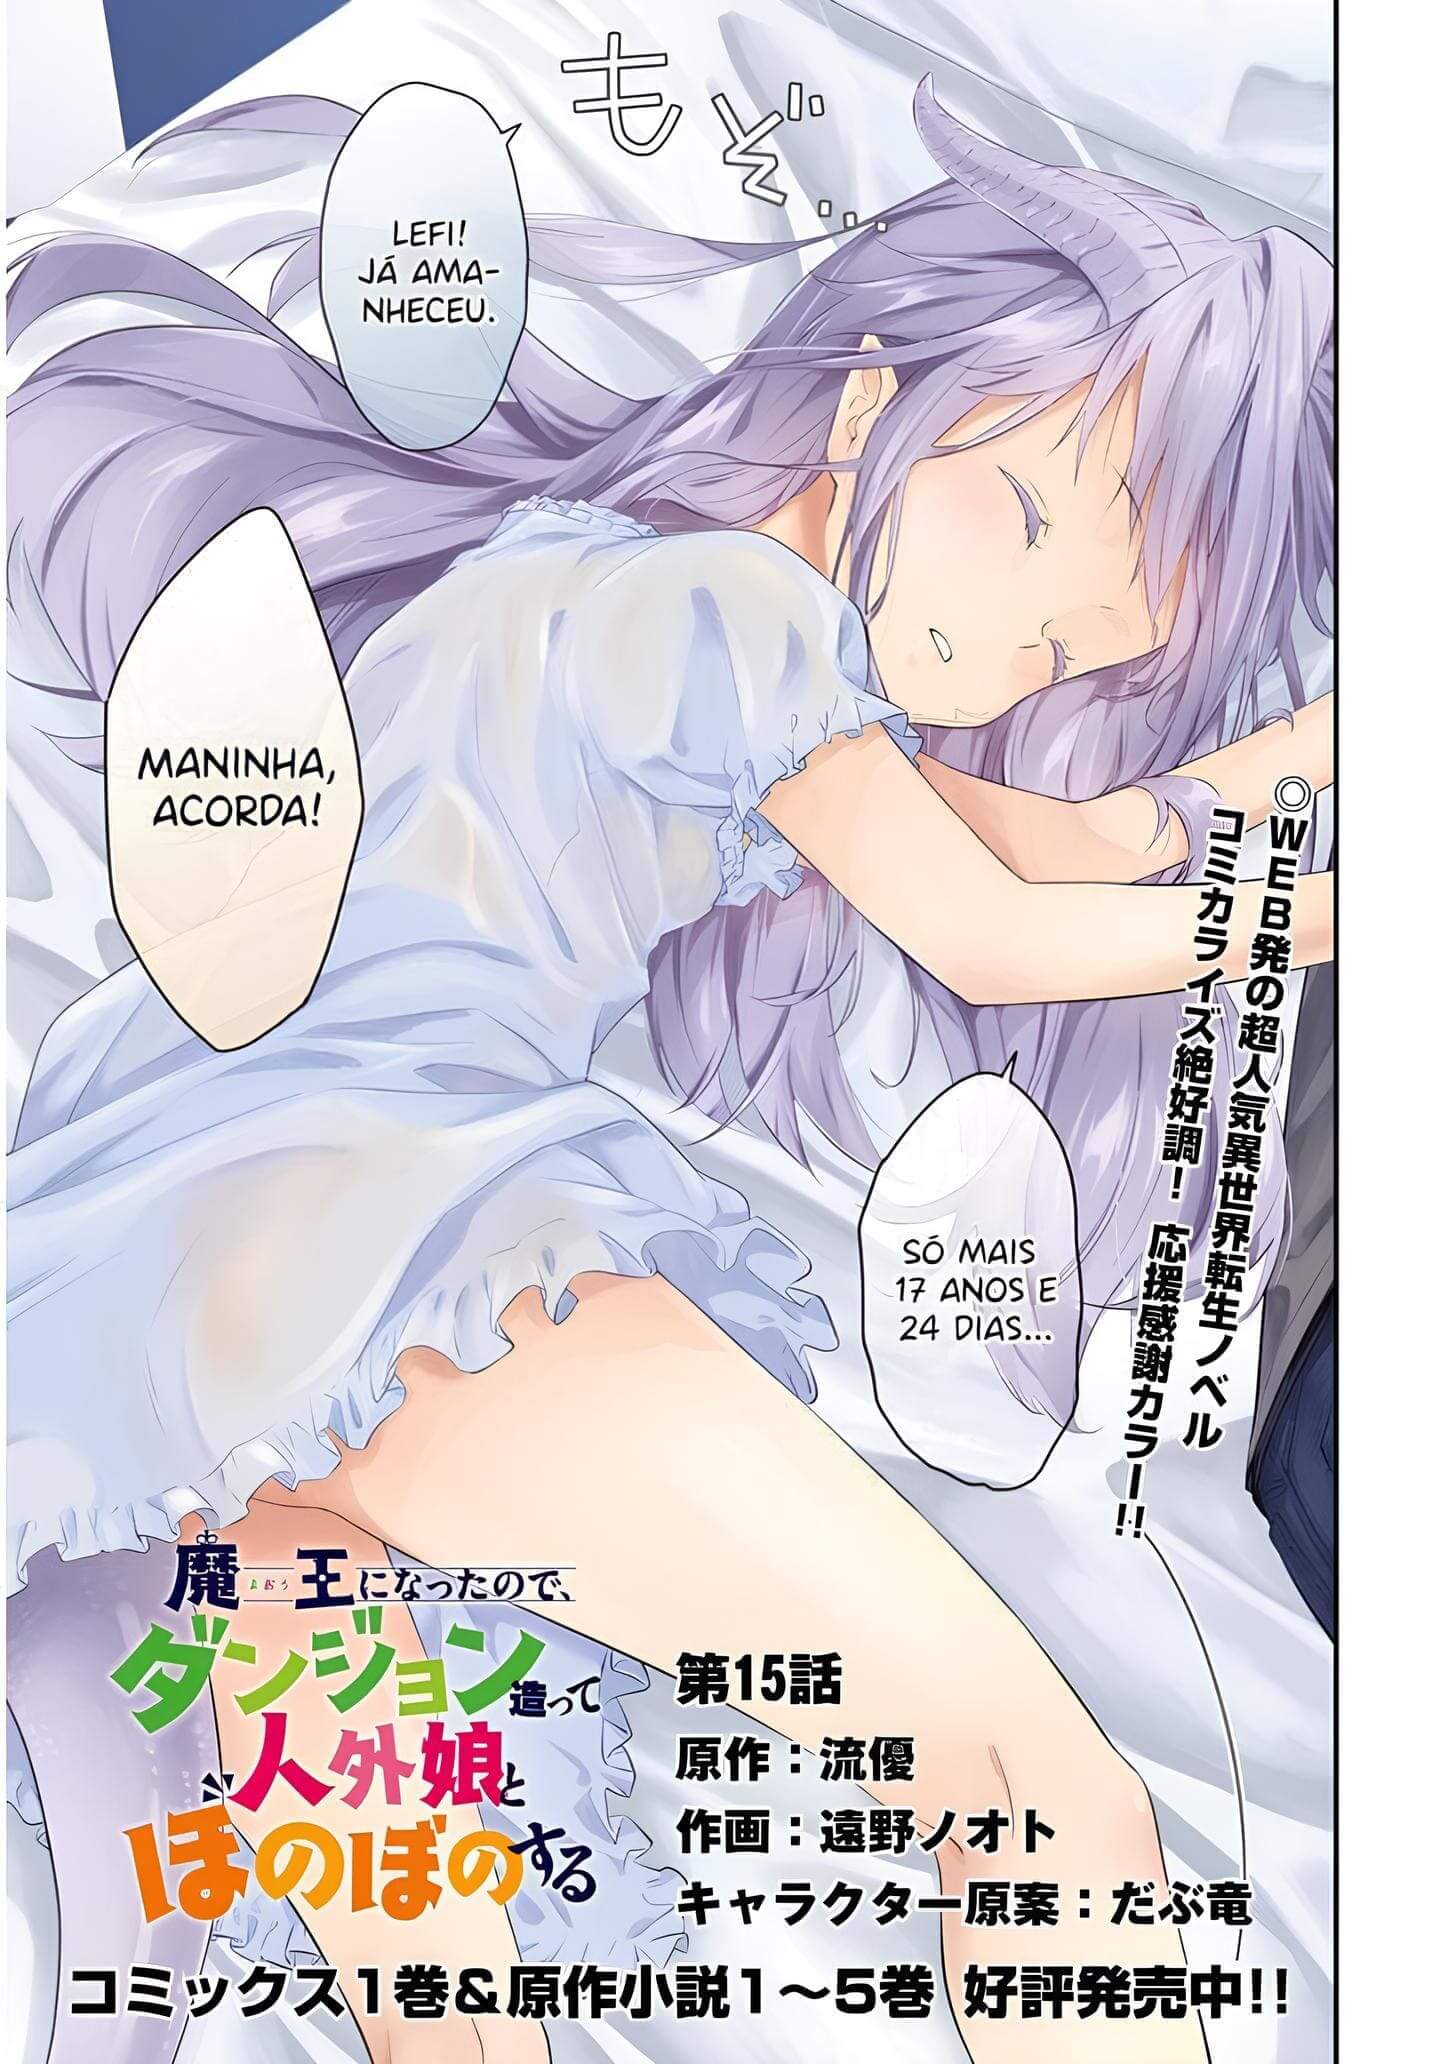 もぞ…
LEFI!
JÁ AMA-
NHECEU.
MANINHA,
ACORDA!
◎WEB発の超人気異世界転生ノベル
コミカライズ絶好調！ 応援感謝カラー!!
SÓ MAIS
17 ANOS E
24 DIAS...
魔王になったので、
まおう
ダンジョン造って
人外娘と
ほのぼのする
第15話
原作：流優
作画：遠野ノオト
キャラクター原案：だぶ竜
コミックス1巻＆原作小説1～5巻 好評発売中!!